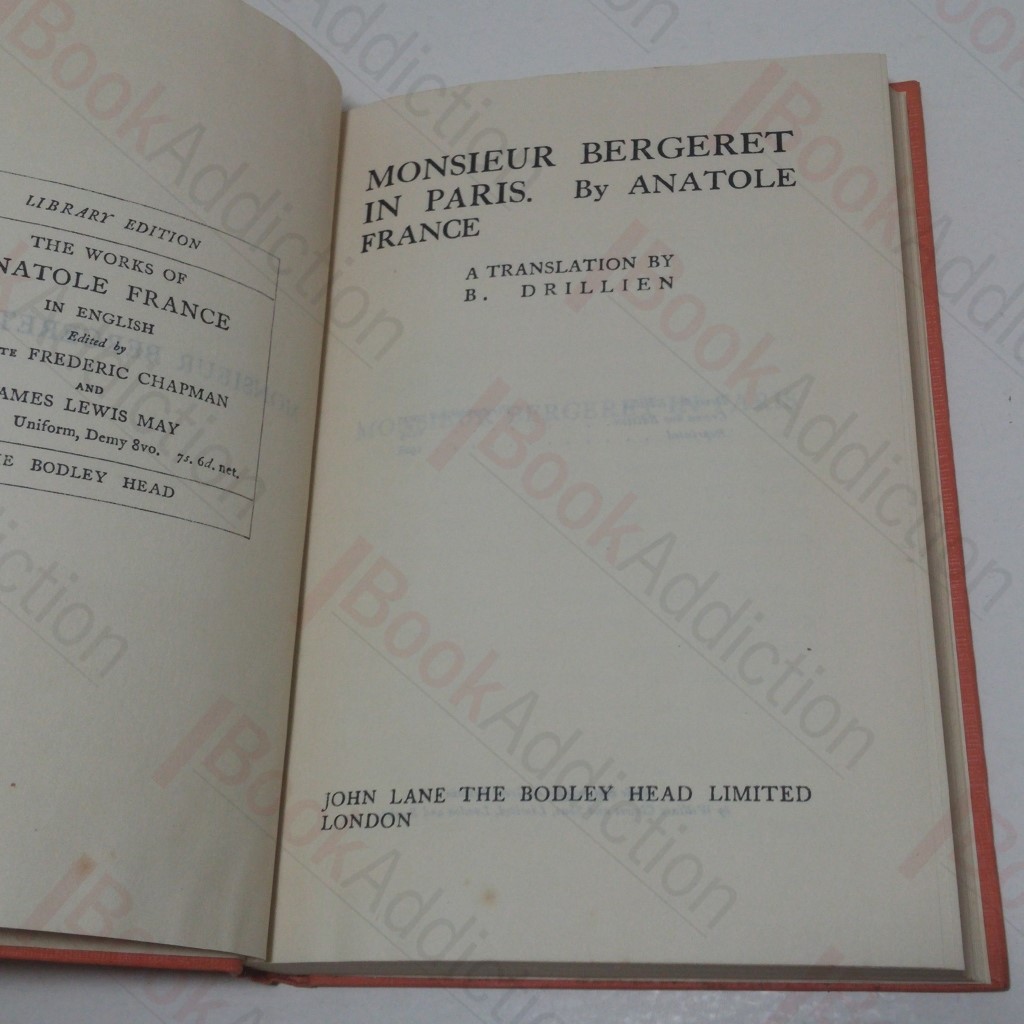 LIBRARY EDITION
THE WORKS OF
NATOLE FRANCE
IN ENGLISH
Edited by
TE FREDERIC CHAPMAN
AND
AMES LEWIS MAY
Uniform, Demy 8vo. 7s. 6d. net.
E BODLEY HEAD
MONSIEUR BERGERET
IN PARIS. By ANATOLE
FRANCE
A TRANSLATION BY
B. DRILLIEN
JOHN LANE THE BODLEY HEAD LIMITED
LONDON
BookAddiction